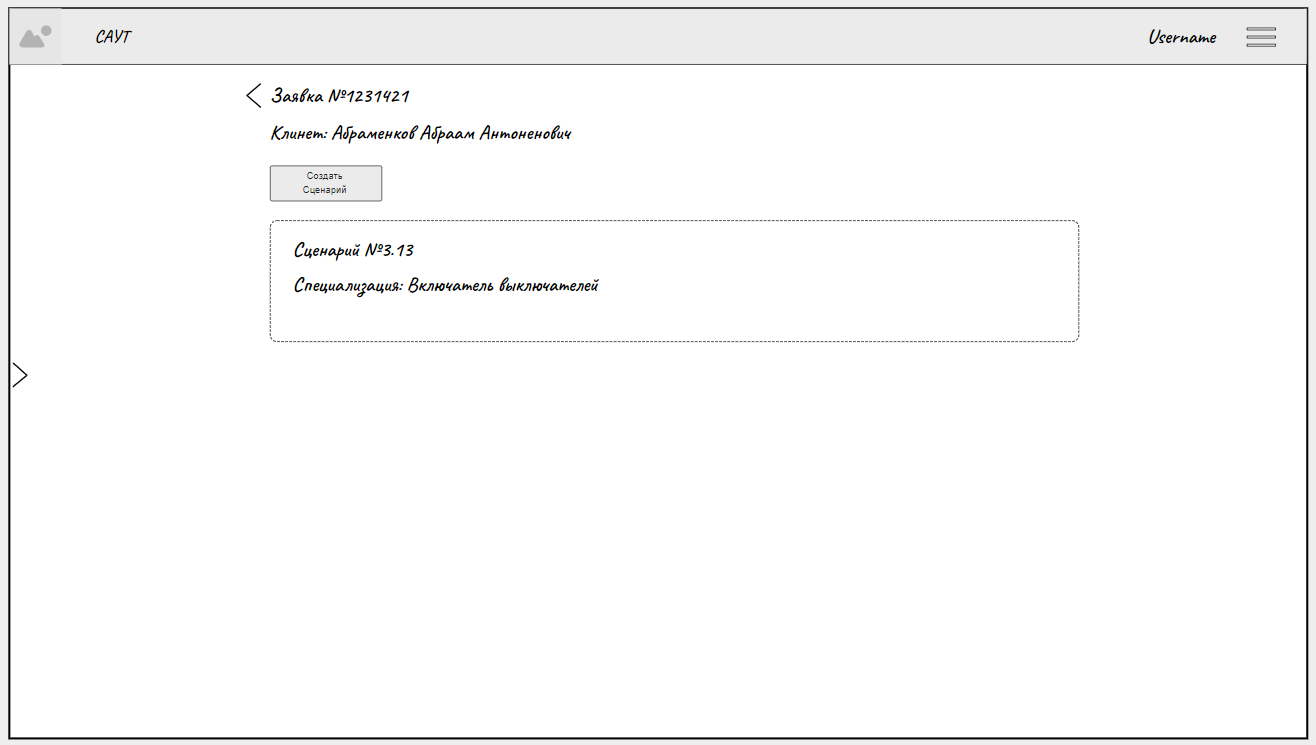 САУТ
Username
Заявка №1231421
Клинет: Абраменков Абраам Антоненович
Создать
Сценарий
Сценарий №3.13
Специализация: Включатель выключателей